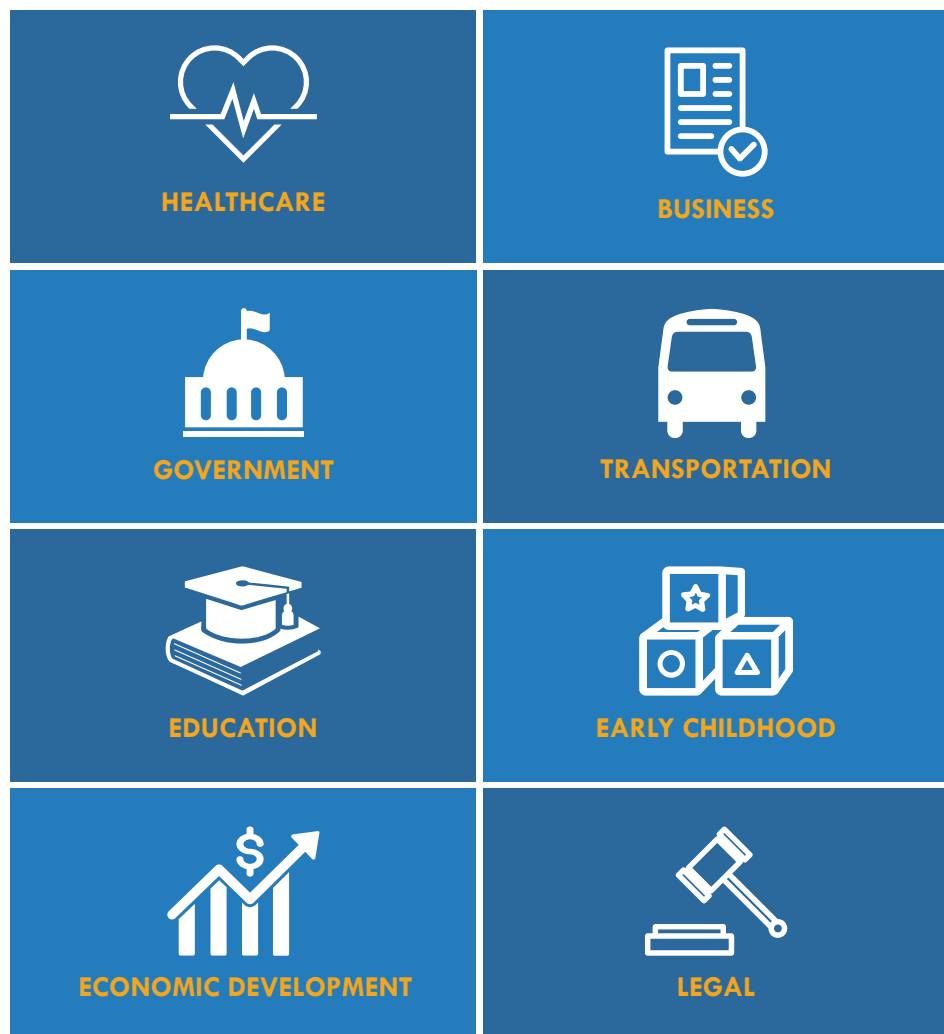 HEALTHCARE
BUSINESS
GOVERNMENT
TRANSPORTATION
EDUCATION
EARLY CHILDHOOD
$
ECONOMIC DEVELOPMENT
LEGAL